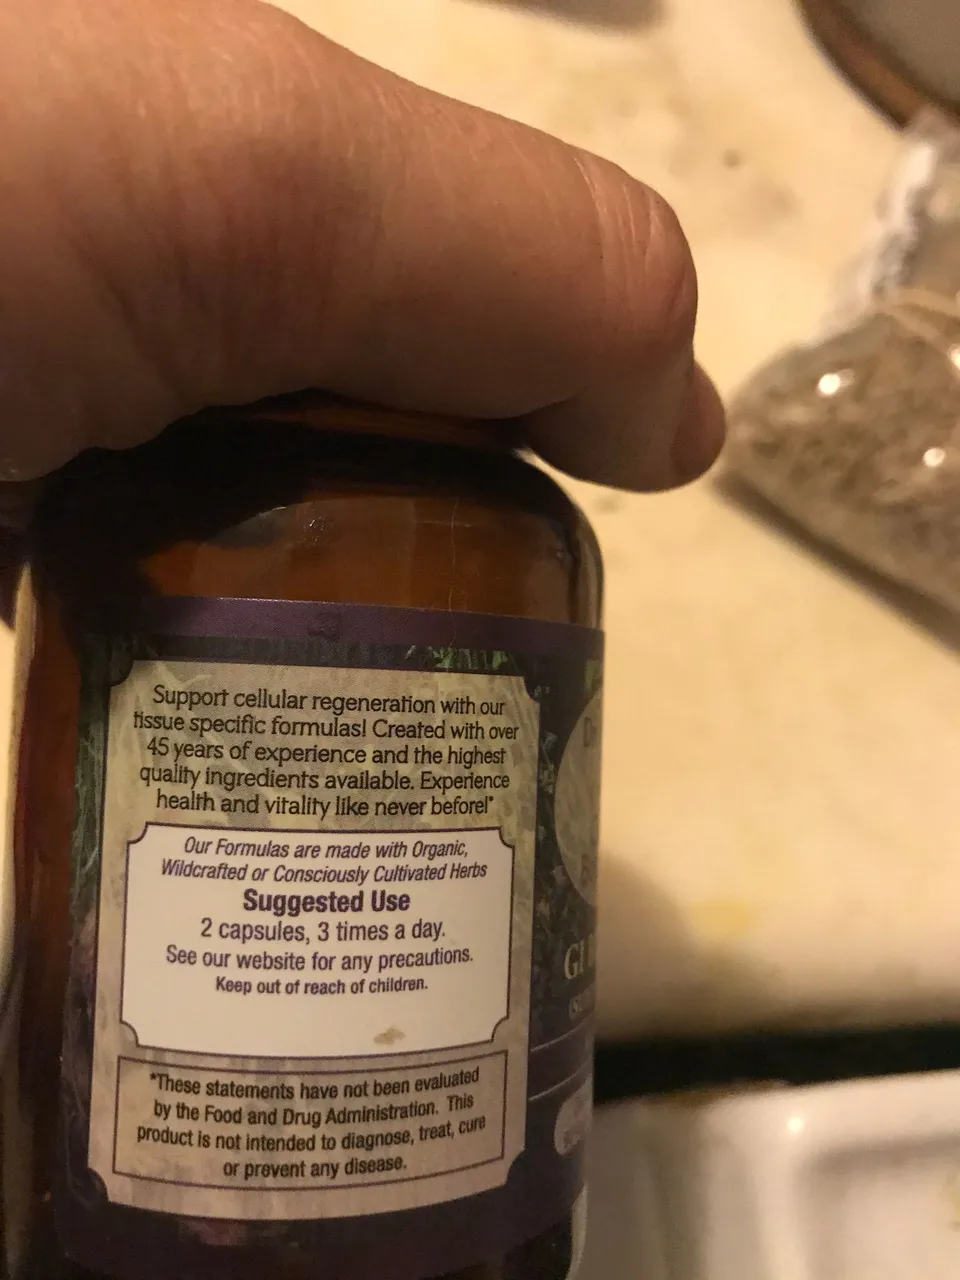 Support cellular regeneration with our
tissue specific formulas! Created with over
45 years of experience and the highest
quality ingredients available. Experience
health and vitality like never before!*
Our Formulas are made with Organic,
Wildcrafted or Consciously Cultivated Herbs
Suggested Use
2 capsules, 3 times a day.
See our website for any precautions.
Keep out of reach of children.
*These statements have not been evaluated
by the Food and Drug Administration. This
product is not intended to diagnose, treat, cure
or prevent any disease.
GI